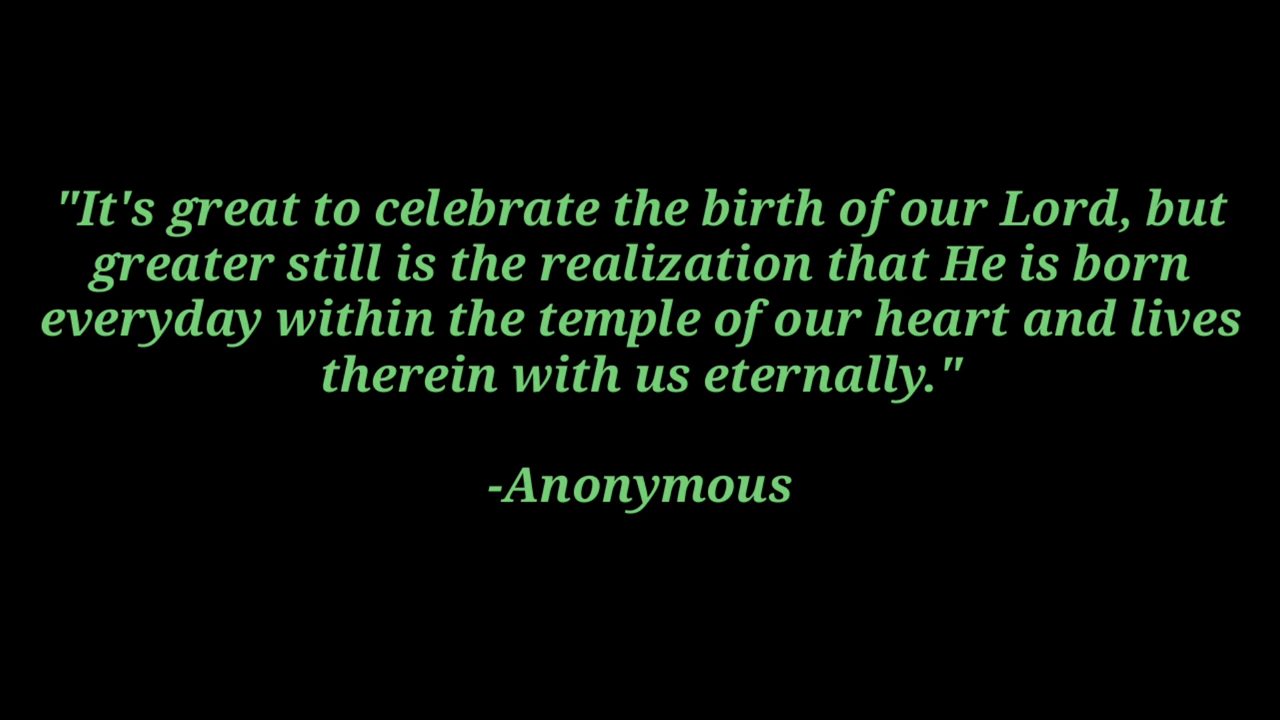 "It's great to celebrate the birth of our Lord, but
greater still is the realization that He is born
everyday within the temple of our heart and lives
therein with us eternally."
-Anonymous